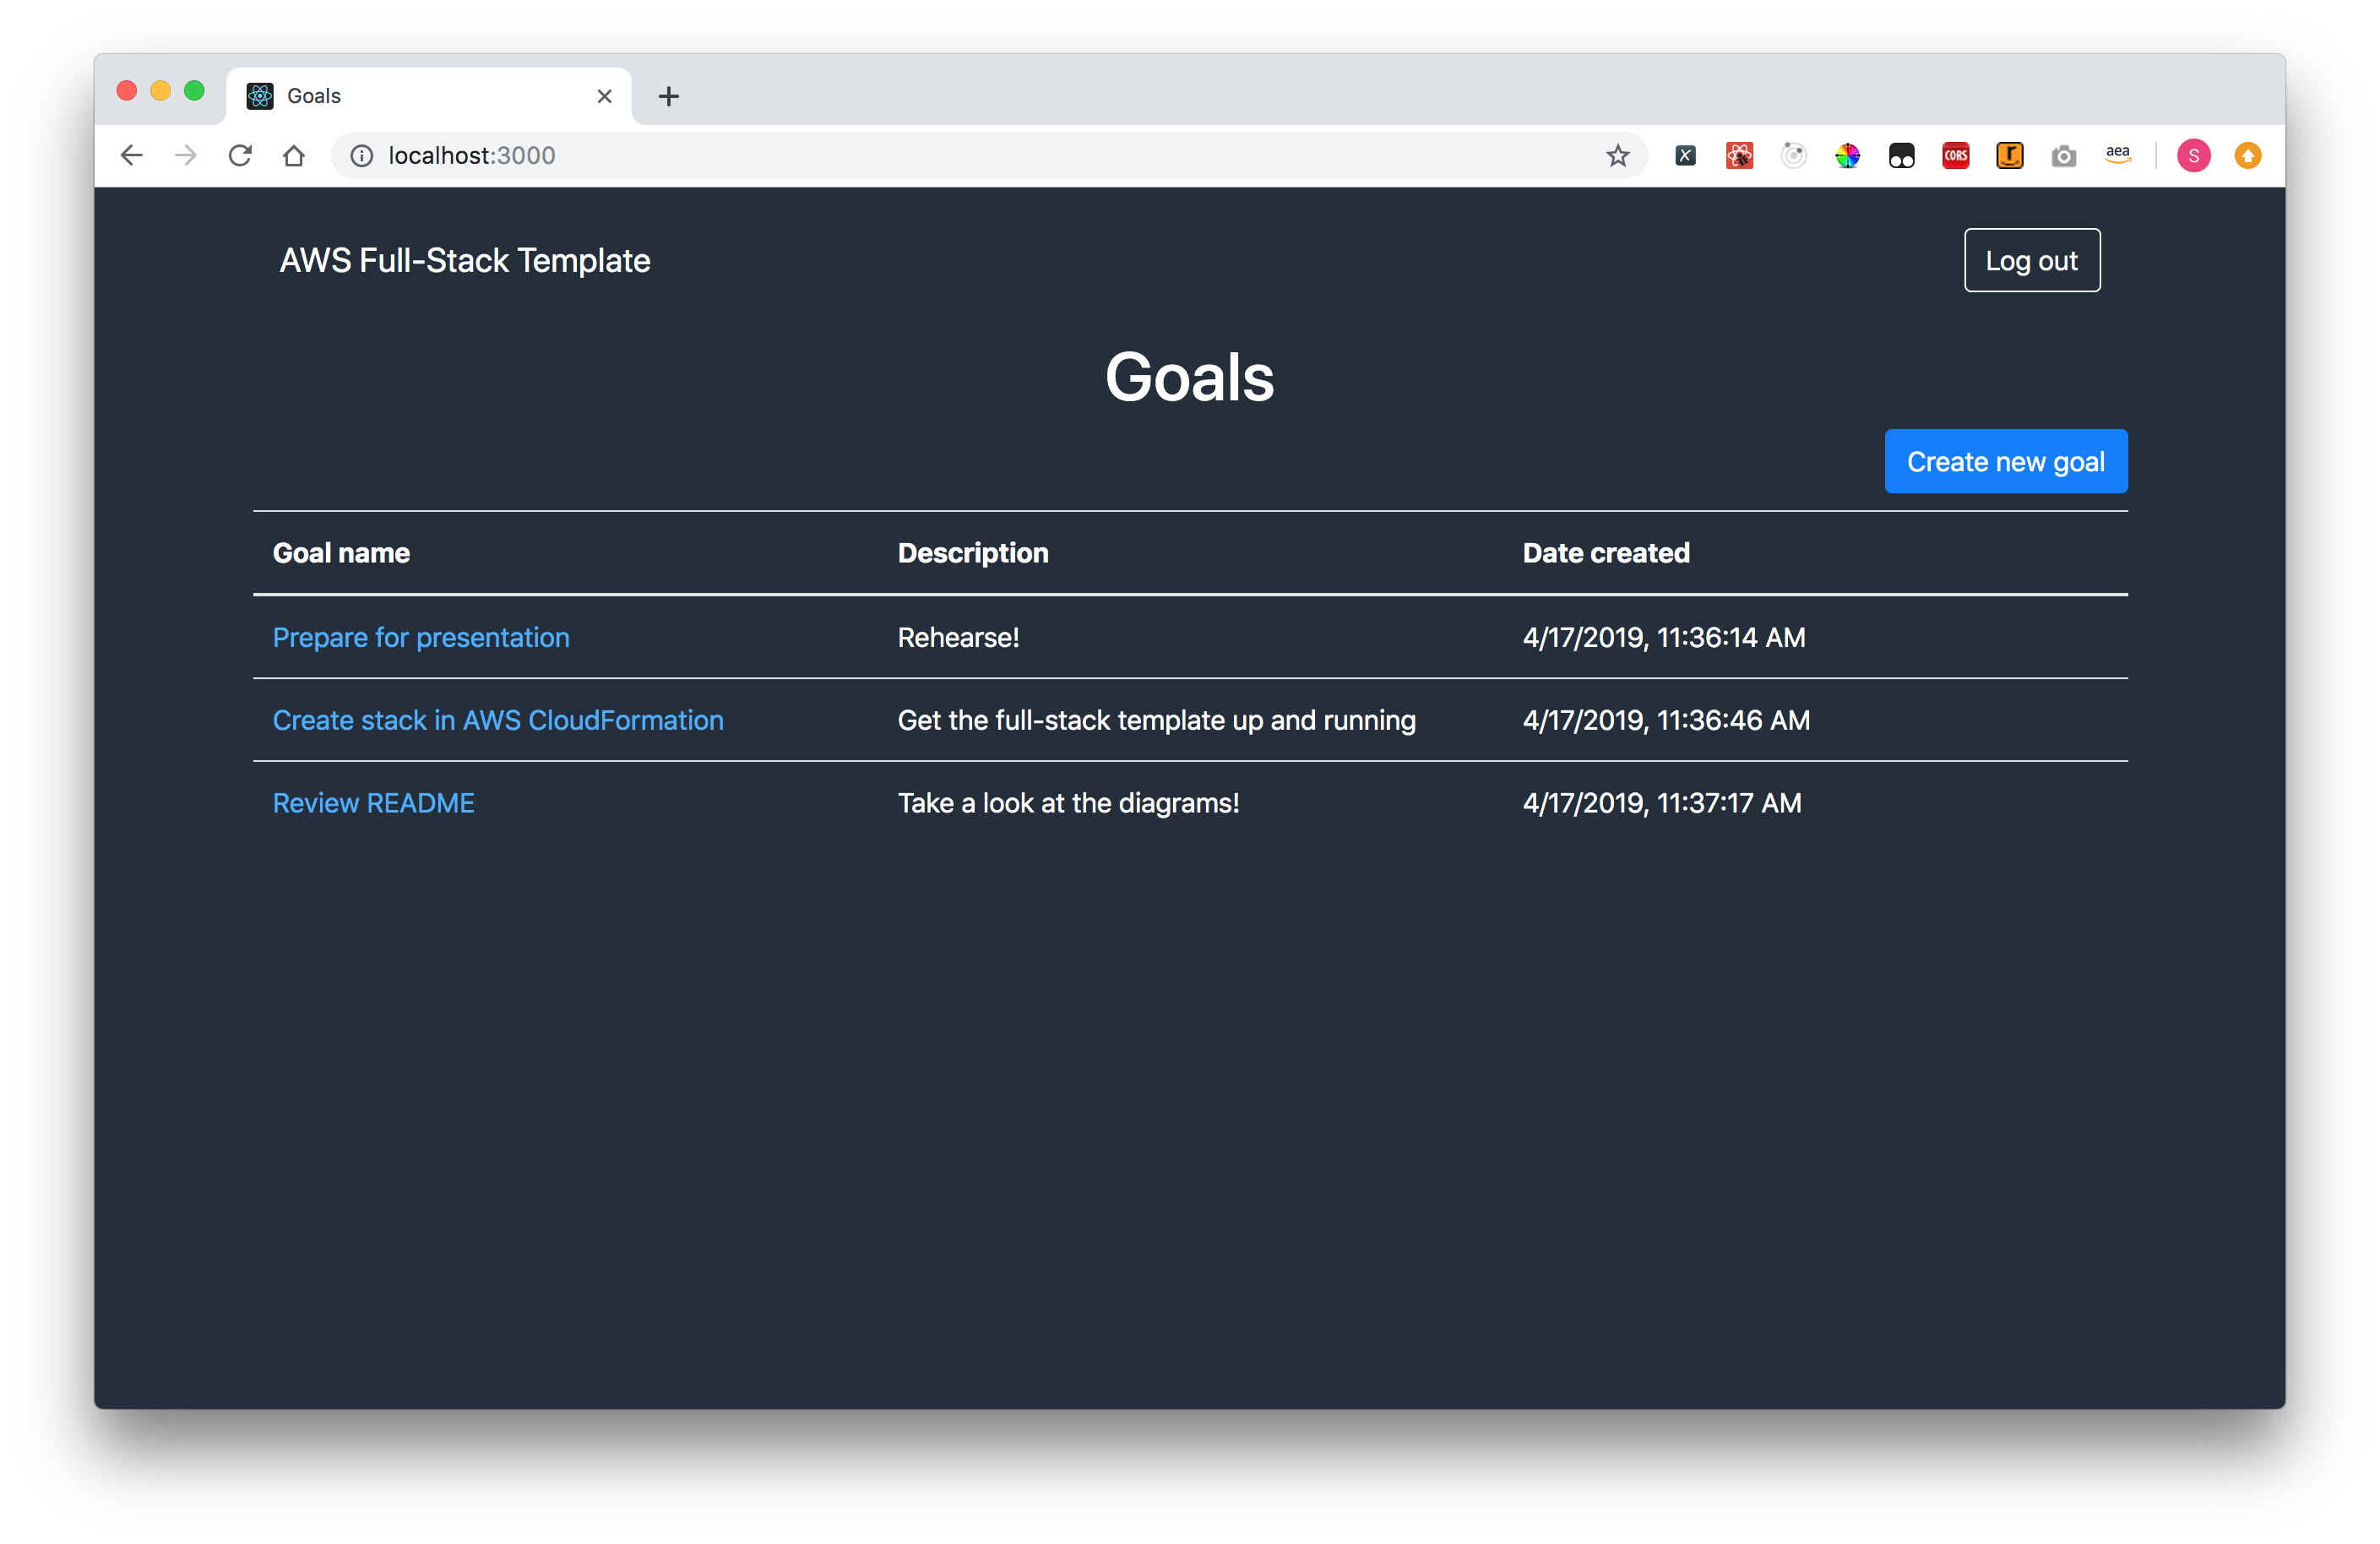 Goals
localhost:3000
X
CORS
r
aea
S
AWS Full-Stack Template
Log out
Goals
Create new goal
Goal name Description Date created
Prepare for presentation Rehearse! 4/17/2019, 11:36:14 AM
Create stack in AWS CloudFormation Get the full-stack template up and running 4/17/2019, 11:36:46 AM
Review README Take a look at the diagrams! 4/17/2019, 11:37:17 AM